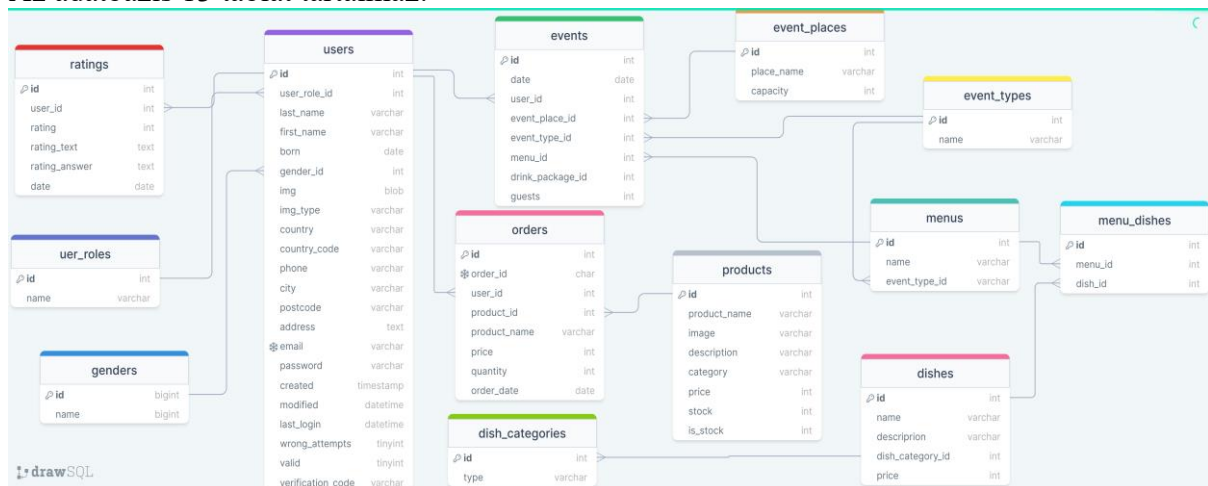 ratings
id int
user_id int
rating int
rating_text text
rating_answer text
date date
uer_roles
id int
name varchar
genders
id bigint
name bigint
users
id int
user_role_id int
last_name varchar
first_name varchar
born date
gender_id int
img blob
img_type varchar
country varchar
country_code varchar
phone varchar
city varchar
postcode varchar
address text
email varchar
password varchar
created timestamp
modified datetime
last_login datetime
wrong_attempts tinyint
valid tinyint
verification_code varchar
events
id int
date date
user_id int
event_place_id int
event_type_id int
menu_id int
drink_package_id int
guests int
orders
id int
order_id char
user_id int
product_id int
product_name varchar
price int
quantity int
order_date date
dish_categories
id int
type varchar
event_places
id int
place_name varchar
capacity int
products
id int
product_name varchar
image varchar
description varchar
category varchar
price int
stock int
is_stock int
event_types
id int
name varchar
menus
id int
name varchar
event_type_id varchar
menu_dishes
id int
menu_id int
dish_id int
dishes
id int
name varchar
descriprion varchar
dish_category_id int
price int
drawSQL